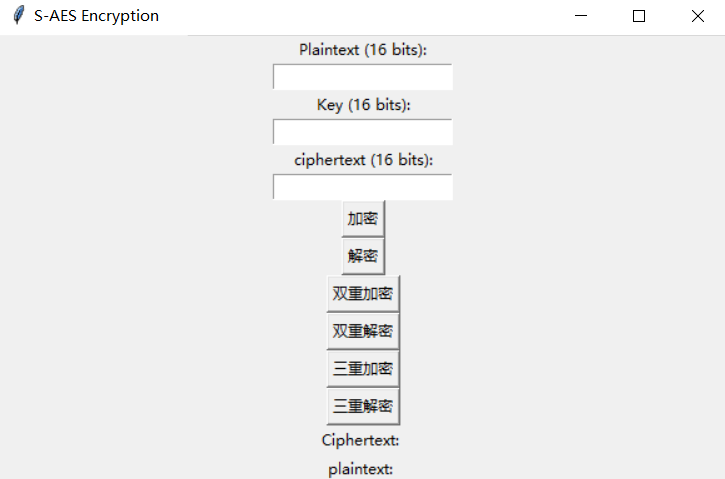 S-AES Encryption
Plaintext (16 bits):
Key (16 bits):
ciphertext (16 bits):
加密
解密
双重加密
双重解密
三重加密
三重解密
Ciphertext:
plaintext: